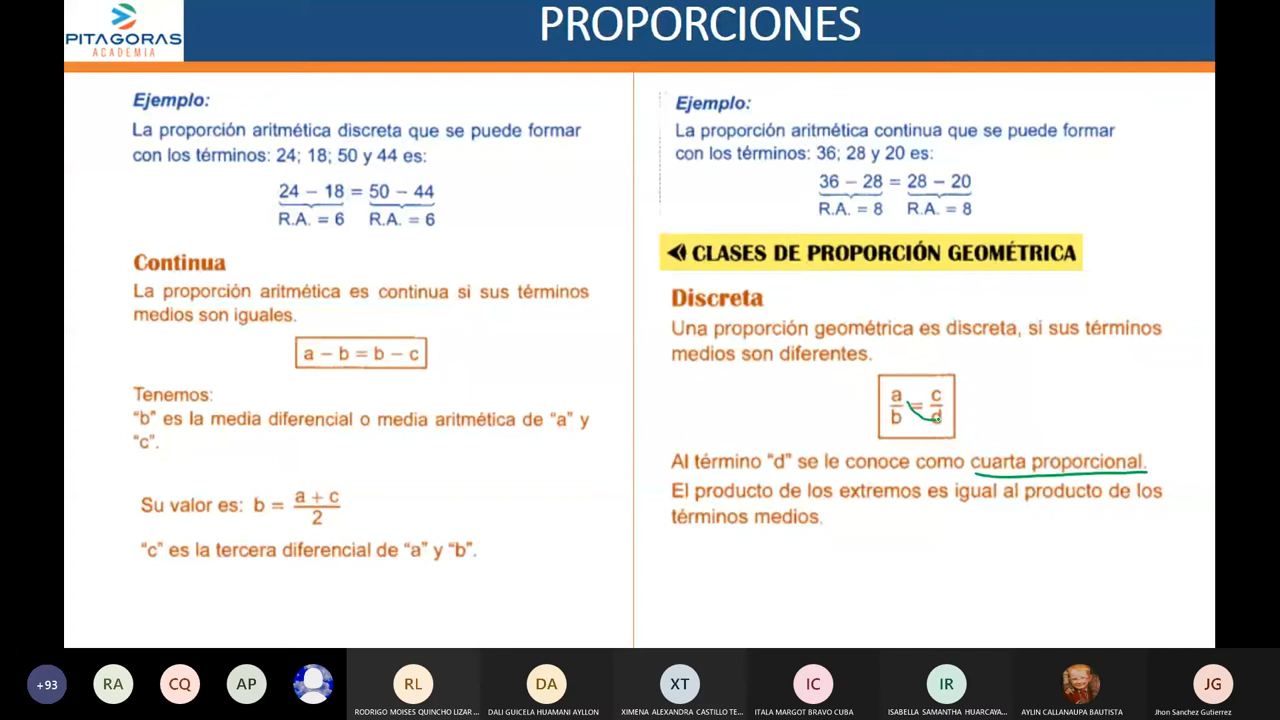 PITAGORAS
ACADEMIA
PROPORCIONES
Ejemplo:
La proporción aritmética discreta que se puede formar
con los términos: 24; 18; 50 y 44 es:
24 – 18 = 50 – 44
R.A. = 6 R.A. = 6
Continua
La proporción aritmética es continua si sus términos
medios son iguales.
a – b = b – c
Tenemos:
“b” es la media diferencial o media aritmética de “a” y
“c”.
Su valor es: b = a + c
2
“c” es la tercera diferencial de “a” y “b”.
Ejemplo:
La proporción aritmética continua que se puede formar
con los términos: 36; 28 y 20 es:
36 – 28 = 28 – 20
R.A. = 8 R.A. = 8
CLASES DE PROPORCIÓN GEOMÉTRICA
Discreta
Una proporción geométrica es discreta, si sus términos
medios son diferentes.
a = c
b d
Al término “d” se le conoce como cuarta proporcional.
El producto de los extremos es igual al producto de los
términos medios.
+93 RA CQ AP RL DA XT IC IR JG
RODRIGO MOISES QUINCHO LIZAR ... DALI GUICELA HUAMANI AYLLON XIMENA ALEXANDRA CASTILLO TE... ITALA MARGOT BRAVO CUBA ISABELLA SAMANTHA HUARCAYA... AYLIN CALLANAUPA BAUTISTA Jhon Sanchez Gutierrez